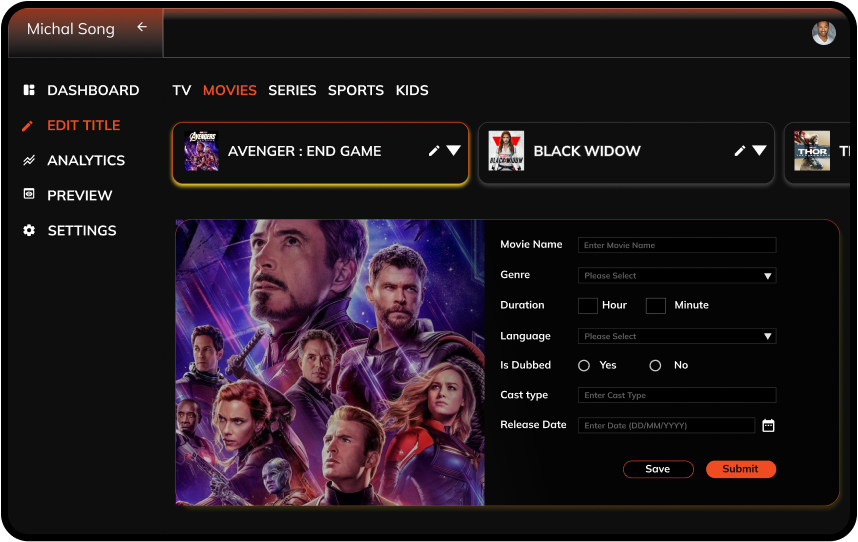 Michal Song
DASHBOARD
EDIT TITLE
ANALYTICS
PREVIEW
SETTINGS
TV MOVIES SERIES SPORTS KIDS
AVENGERS
AVENGER : END GAME
BLACK WIDOW
BLACK WIDOW
THOR
Movie Name
Enter Movie Name
Genre
Please Select
Duration
Hour
Minute
Language
Please Select
Is Dubbed
Yes
No
Cast type
Enter Cast Type
Release Date
Enter Date (DD/MM/YYYY)
Save
Submit